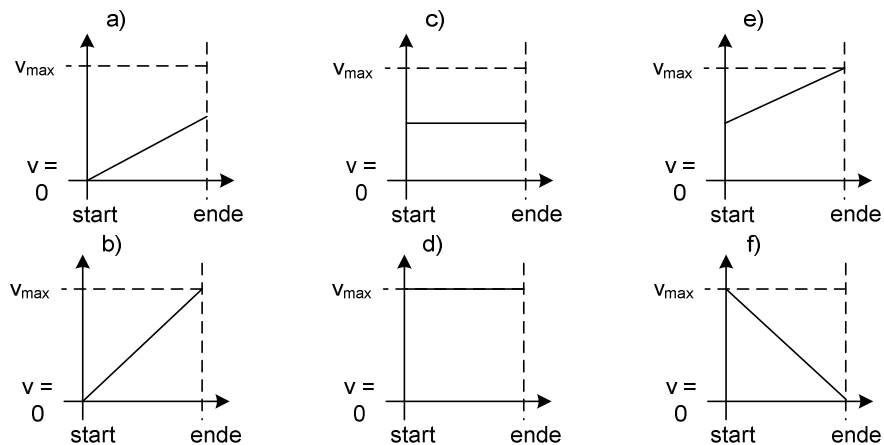 a) c) e)
vmax vmax vmax
v = v = v =
0 0 0
start ende start ende start ende
b) d) f)
vmax vmax vmax
v = v = v =
0 0 0
start ende start ende start ende